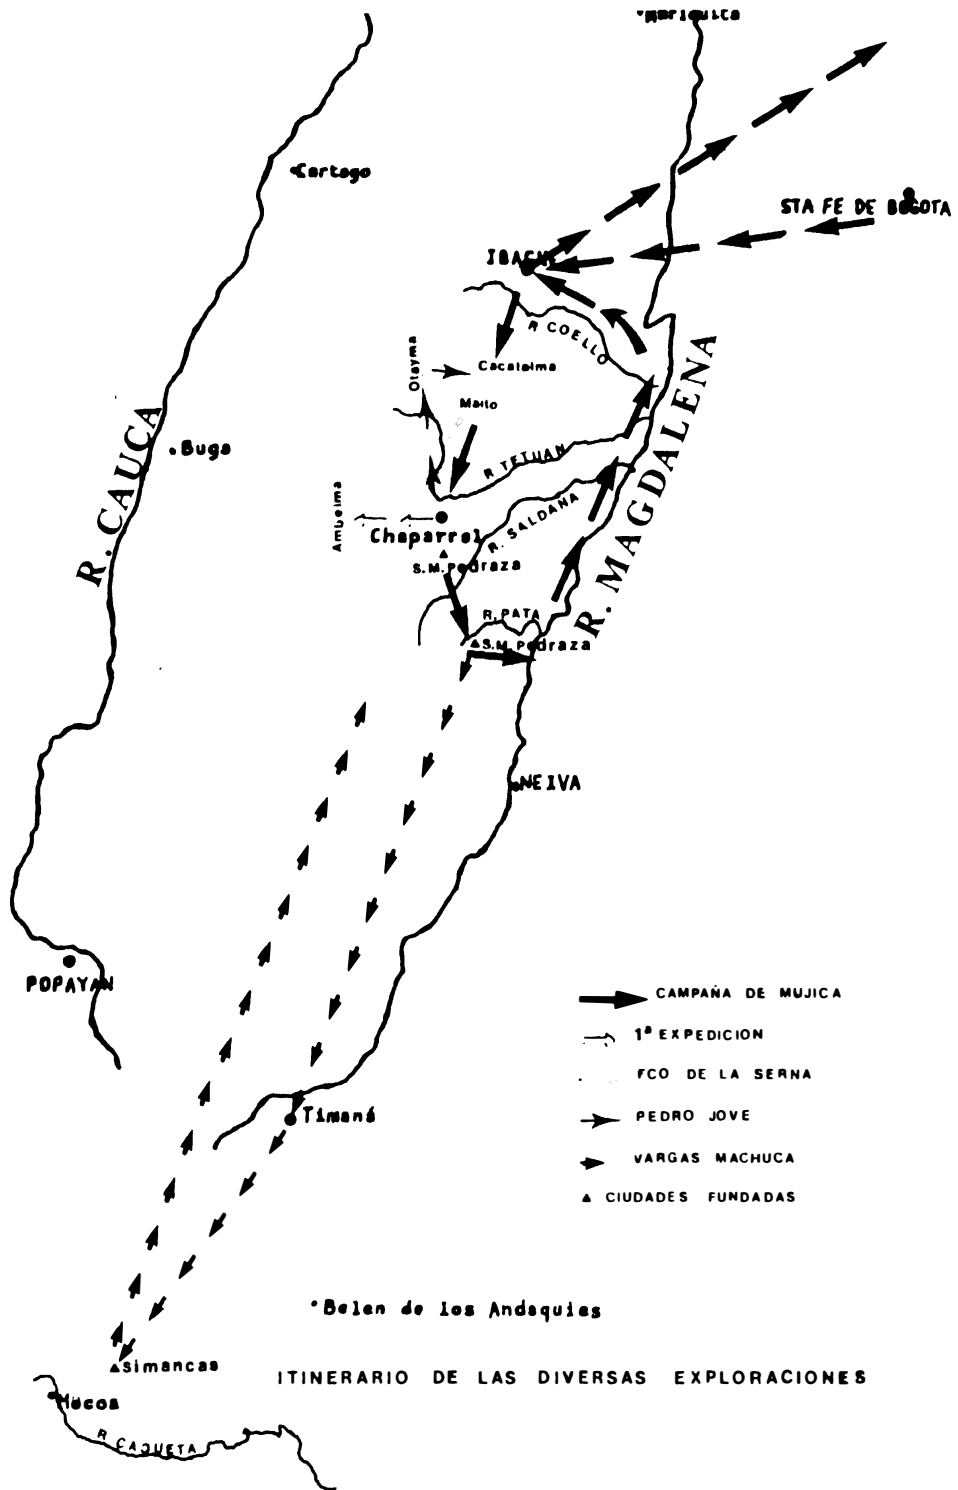 Mariquita
Cartago
STA FE DE BOGOTA
IBAGUE
R COELLO
Otayma
Cacataima
Maito
R. CAUCA
Buga
R TETUAN
R. MAGDALENA
R. SALDAÑA
Ambeima
Chaparral
S.M. Pedraza
R. PATA
S.M. Pedraza
NEIVA
POPAYAN
CAMPAÑA DE MUJICA
1ª EXPEDICION
FCO DE LA SERNA
PEDRO JOVE
Timaná
VARGAS MACHUCA
CIUDADES FUNDADAS
Belen de los Andaquies
Simancas
ITINERARIO DE LAS DIVERSAS EXPLORACIONES
Mocoa
R CAQUETA